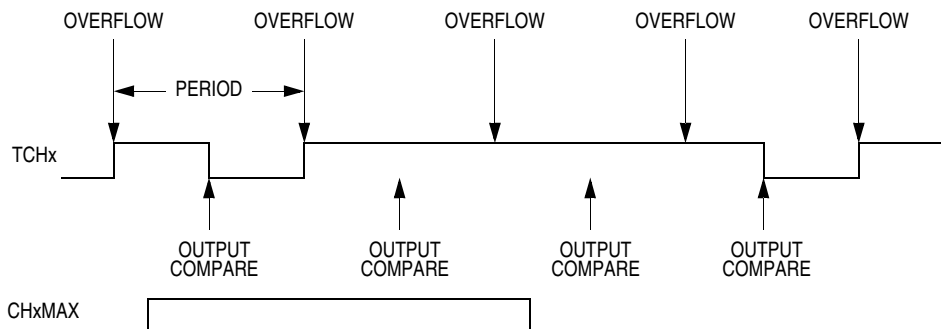 OVERFLOW OVERFLOW OVERFLOW OVERFLOW OVERFLOW
PERIOD
TCHx
OUTPUT COMPARE
OUTPUT COMPARE
OUTPUT COMPARE
OUTPUT COMPARE
CHxMAX